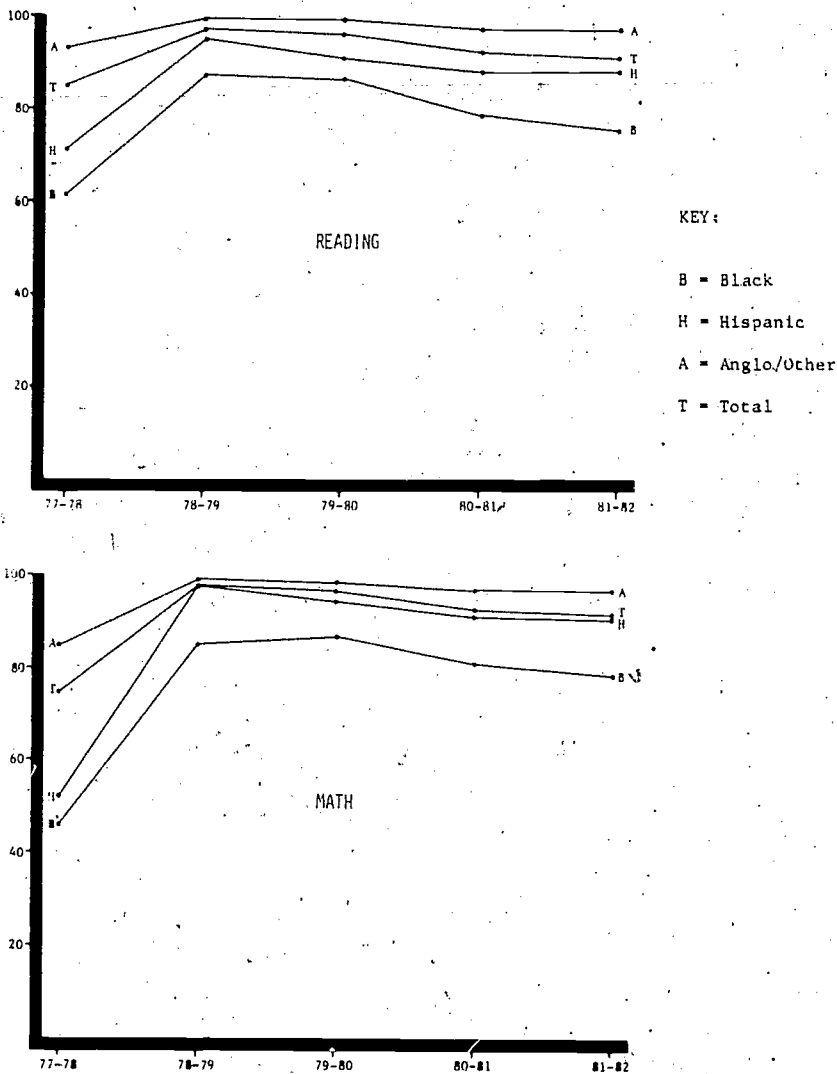 100
A
A
T
T
H
80
H
B
B
60
READING
40
20
77-78
78-79
79-80
80-81
81-82
KEY:
B = Black
H = Hispanic
A = Anglo/Other
T = Total
100
A
A
T
T
H
80
B
60
H
B
MATH
40
20
77-78
78-79
79-80
80-81
81-82